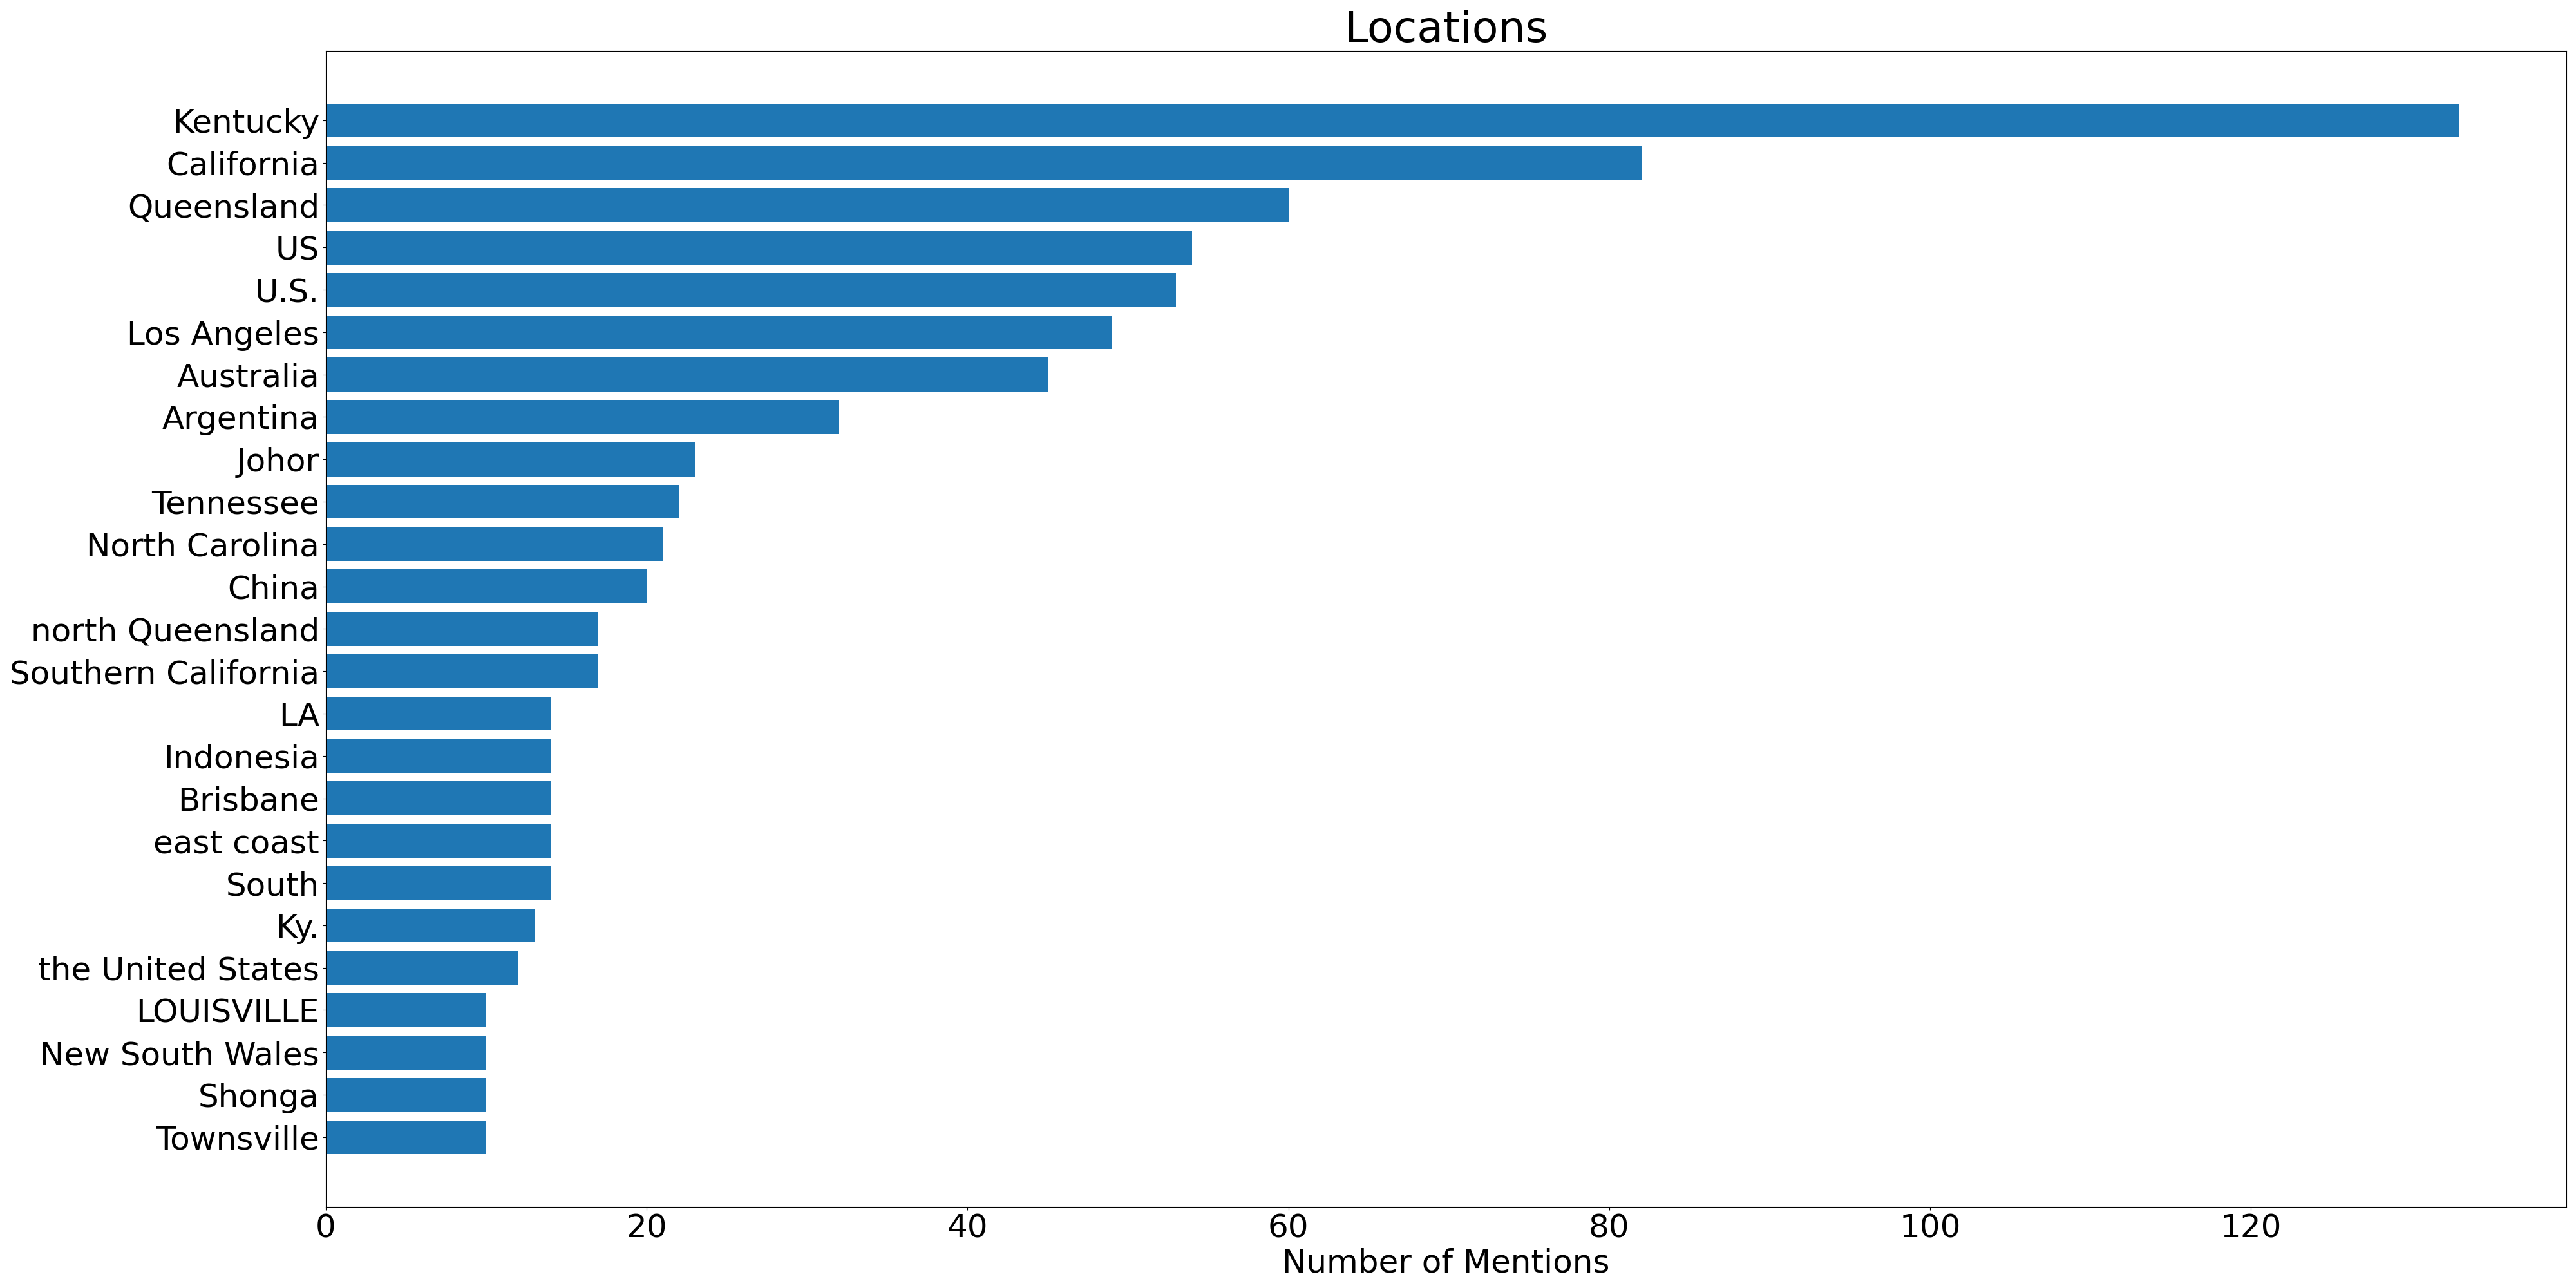 Locations
Kentucky
California
Queensland
US
U.S.
Los Angeles
Australia
Argentina
Johor
Tennessee
North Carolina
China
north Queensland
Southern California
LA
Indonesia
Brisbane
east coast
South
Ky.
the United States
LOUISVILLE
New South Wales
Shonga
Townsville
0 20 40 60 80 100 120
Number of Mentions